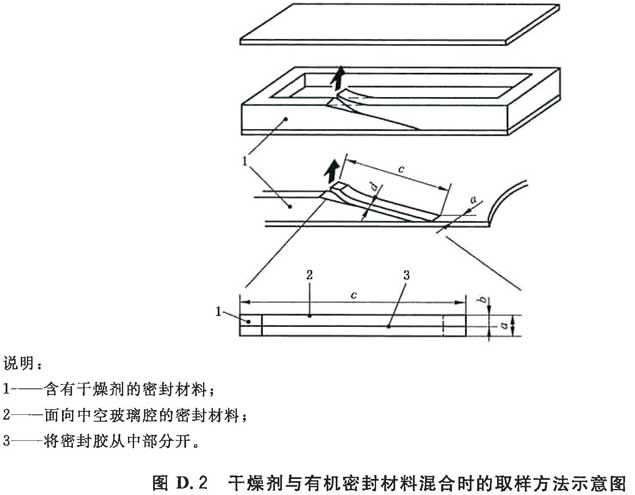 1
c
d
a
c
2
3
1
b
a
说明：
1——含有干燥剂的密封材料；
2——面向中空玻璃腔的密封材料；
3——将密封胶从中部分开。
图 D.2 干燥剂与有机密封材料混合时的取样方法示意图